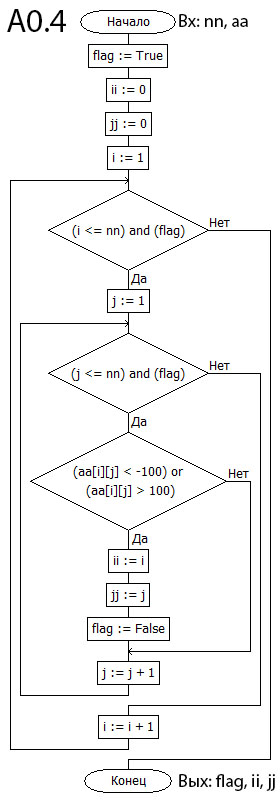 А0.4
Начало
Вх: nn, aa
flag := True
ii := 0
jj := 0
i := 1
(i <= nn) and (flag)
Нет
Да
j := 1
(j <= nn) and (flag)
Нет
Да
(aa[i][j] < -100) or
(aa[i][j] > 100)
Нет
Да
ii := i
jj := j
flag := False
j := j + 1
i := i + 1
Конец
Вых: flag, ii, jj